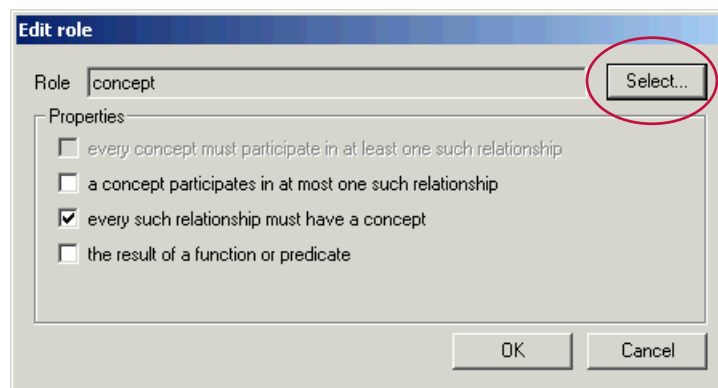 Edit role
Role concept Select...
Properties
every concept must participate in at least one such relationship
a concept participates in at most one such relationship
every such relationship must have a concept
the result of a function or predicate
OK Cancel